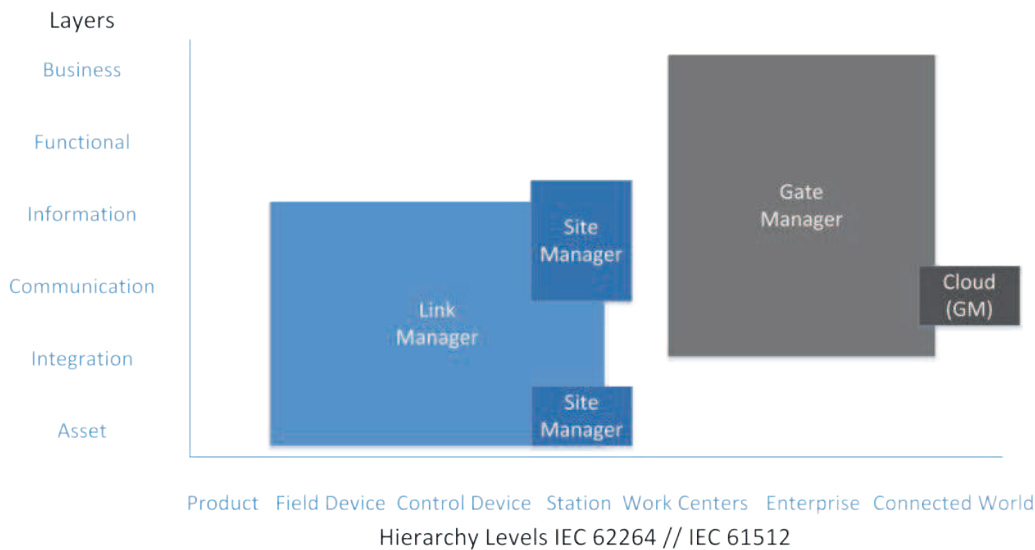 Layers
Business
Functional
Information
Communication
Integration
Asset
Gate
Manager
Site
Manager
Cloud
(GM)
Link
Manager
Site
Manager
Product Field Device Control Device Station Work Centers Enterprise Connected World
Hierarchy Levels IEC 62264 // IEC 61512